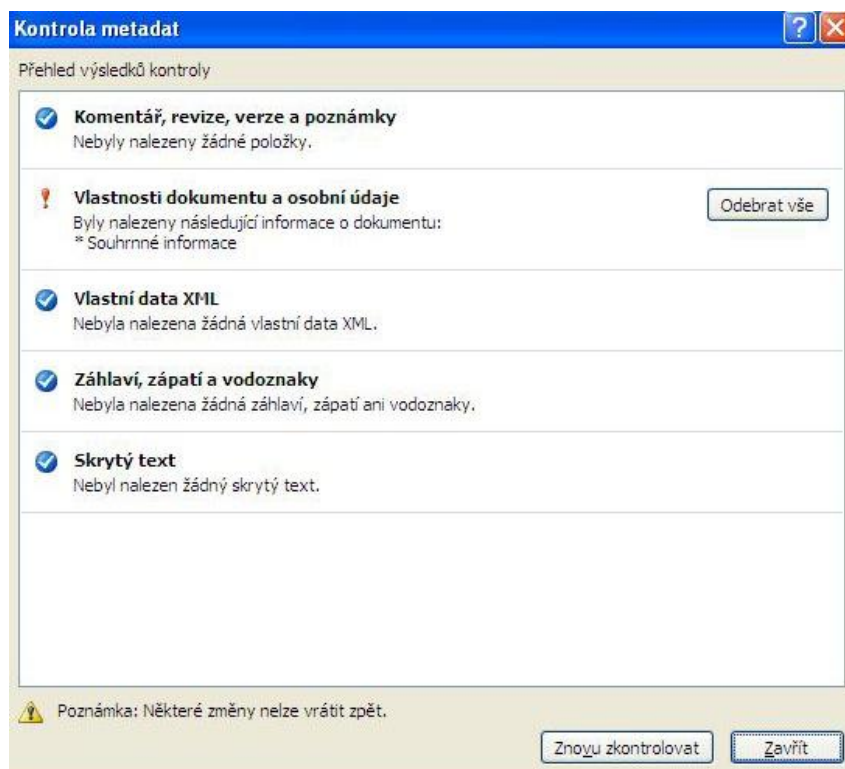 Kontrola metadat
Přehled výsledků kontroly
Komentář, revize, verze a poznámky
Nebyly nalezeny žádné položky.
Vlastnosti dokumentu a osobní údaje
Odebrat vše
Byly nalezeny následující informace o dokumentu:
* Souhrnné informace
Vlastní data XML
Nebyla nalezena žádná vlastní data XML.
Záhlaví, zápatí a vodoznaky
Nebyla nalezena žádná záhlaví, zápatí ani vodoznaky.
Skrytý text
Nebyl nalezen žádný skrytý text.
Poznámka: Některé změny nelze vrátit zpět.
Znovu zkontrolovat
Zavřít